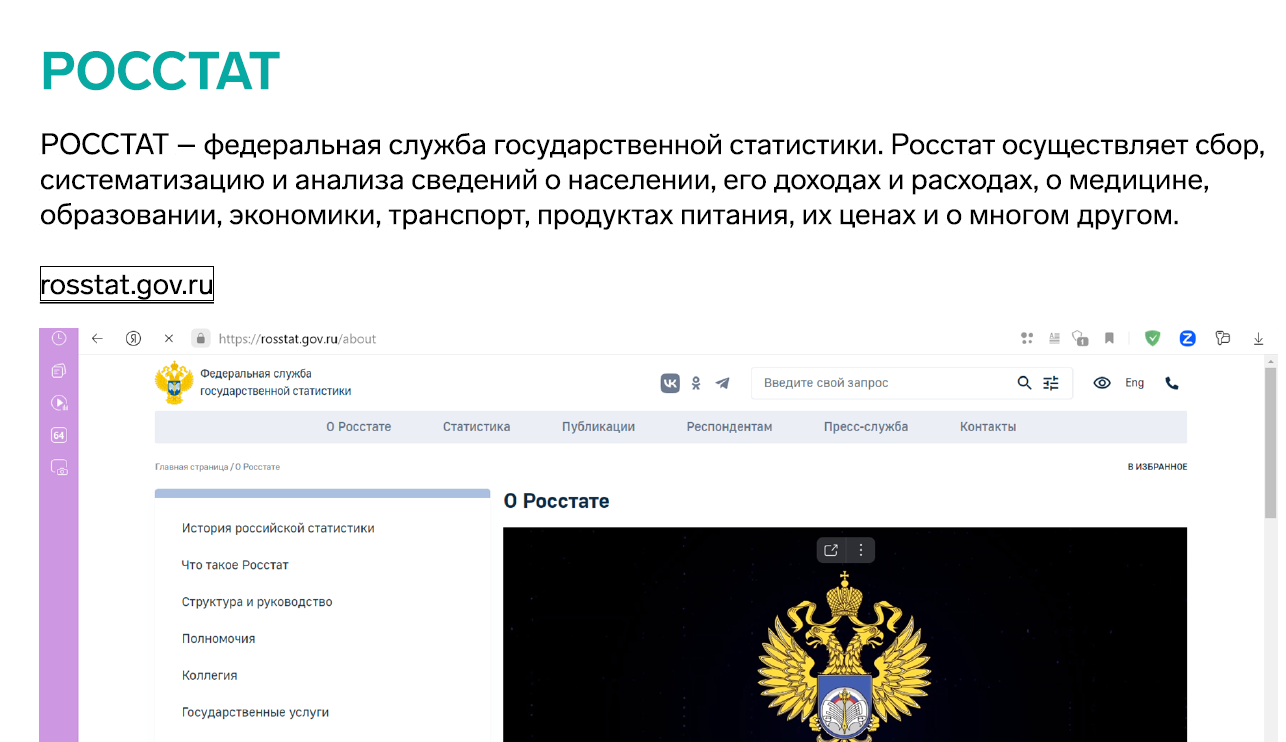 РОССТАТ
РОССТАТ — федеральная служба государственной статистики. Росстат осуществляет сбор,
систематизацию и анализа сведений о населении, его доходах и расходах, о медицине,
образовании, экономики, транспорт, продуктах питания, их ценах и о многом другом.
rosstat.gov.ru
https://rosstat.gov.ru/about
Федеральная служба
государственной статистики
Введите свой запрос
Eng
О Росстате Статистика Публикации Респондентам Пресс-служба Контакты
Главная страница / О Росстате
В ИЗБРАННОЕ
64
О Росстате
История российской статистики
Что такое Росстат
Структура и руководство
Полномочия
Коллегия
Государственные услуги